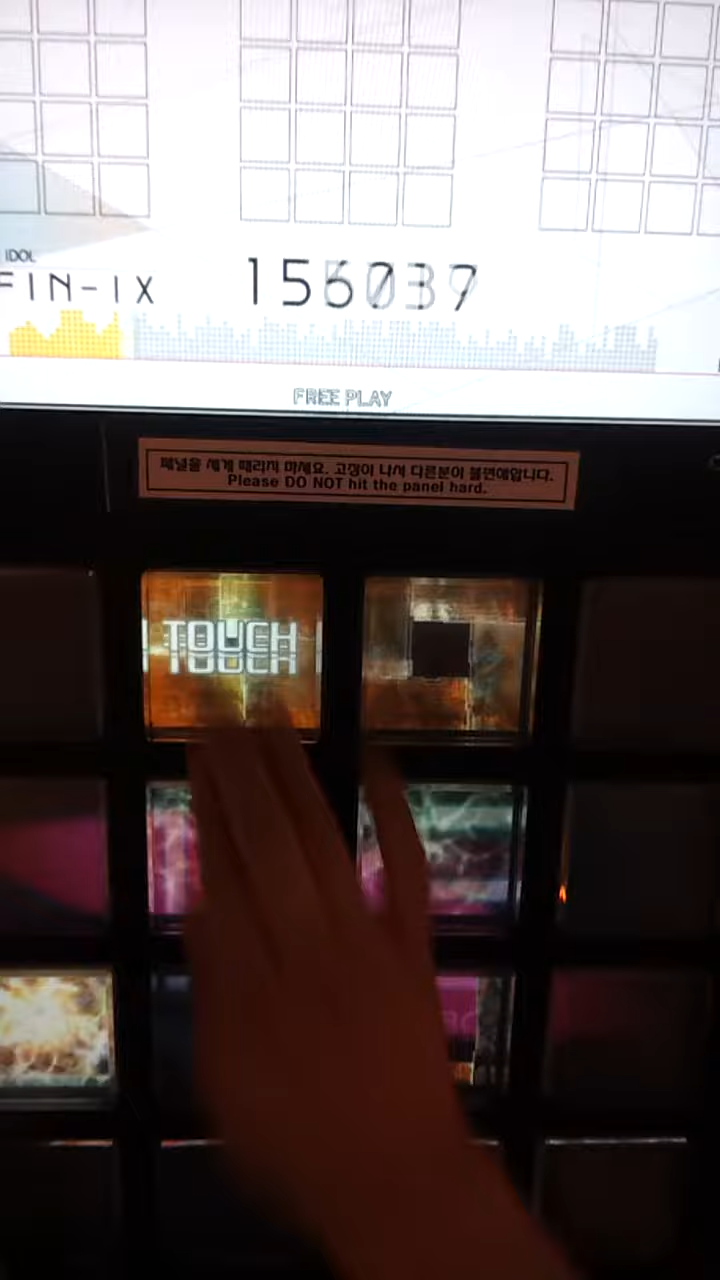 IDOL
FIN-IX
156039
FREE PLAY
패널을 세게 때리지 마세요. 고장이 나서 다른분이 불편해합니다.
Please DO NOT hit the panel hard.
TOUCH